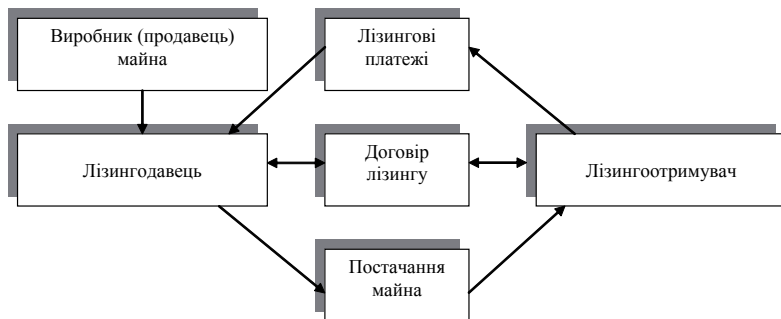 Виробник (продавець)
майна
Лізингові
платежі
Лізингодавець
Договір
лізингу
Лізингоотримувач
Постачання
майна